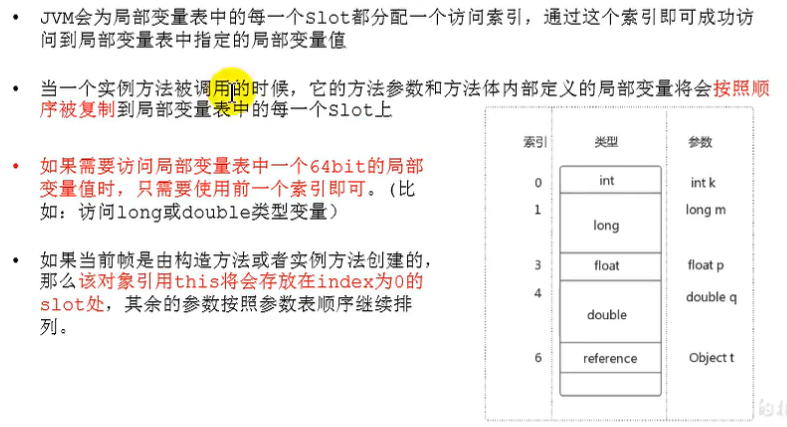 • JVM会为局部变量表中的每一个Slot都分配一个访问索引，通过这个索引即可成功访
问到局部变量表中指定的局部变量值
• 当一个实例方法被调用的时候，它的方法参数和方法体内部定义的局部变量将会按照顺
序被复制到局部变量表中的每一个Slot上
• 如果需要访问局部变量表中一个64bit的局部
变量值时，只需要使用前一个索引即可。(比
如：访问long或double类型变量）
• 如果当前帧是由构造方法或者实例方法创建的，
那么该对象引用this将会存放在index为0的
slot处，其余的参数按照参数表顺序继续排
列。
索引 类型 参数
0 int int k
1 long long m
3 float float p
4 double double q
6 reference Object t